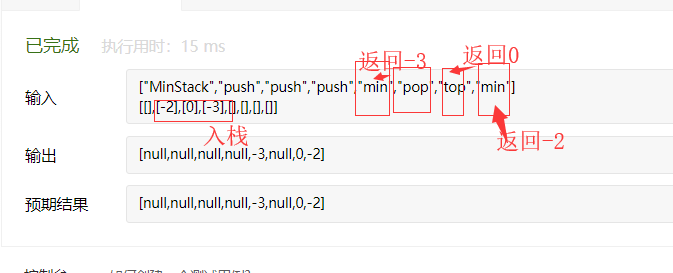 已完成 执行用时：15 ms
返回-3 返回0
输入
["MinStack","push","push","push","min","pop","top","min"]
[[],[-2],[0],[-3],[],[],[],[]]
入栈
返回-2
输出
[null,null,null,null,-3,null,0,-2]
预期结果
[null,null,null,null,-3,null,0,-2]